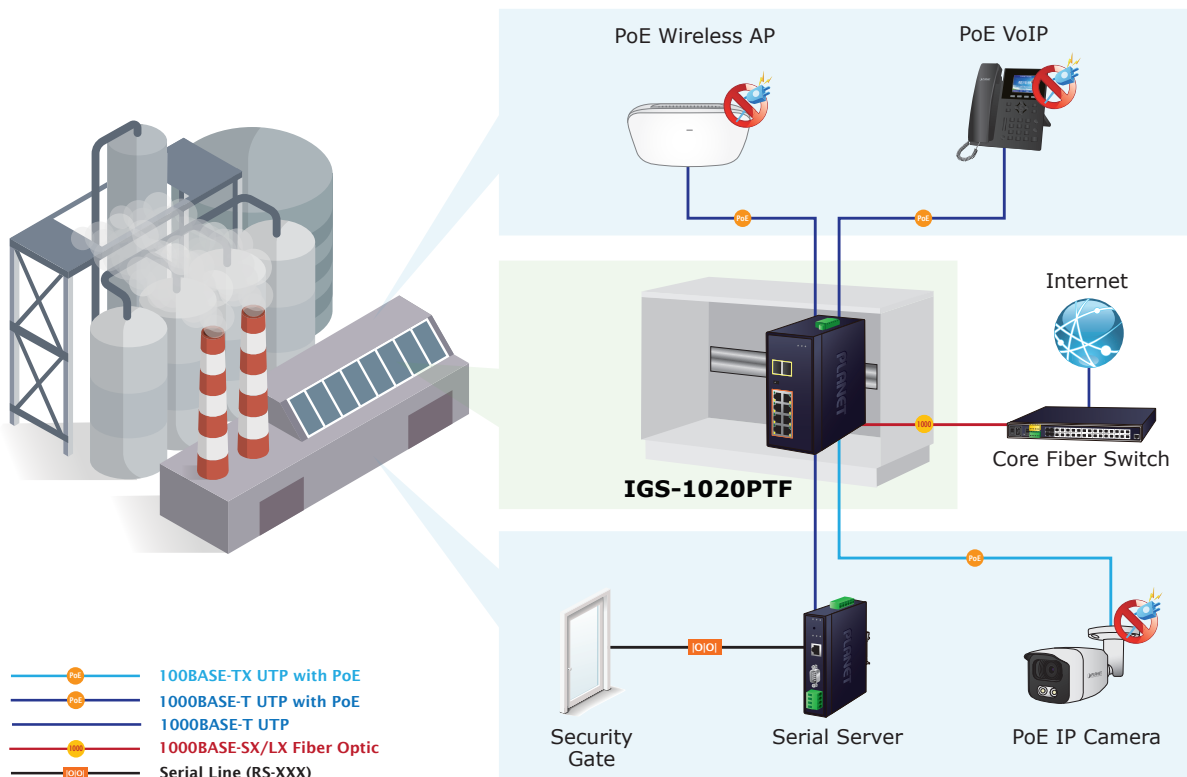 PoE Wireless AP
PoE VoIP
PoE
PoE
Internet
PLANET
1000
Core Fiber Switch
IGS-1020PTF
PoE
PLANET
|O|O|
Security
Gate
Serial Server
PoE IP Camera
PoE
100BASE-TX UTP with PoE
PoE
1000BASE-T UTP with PoE
1000BASE-T UTP
1000
1000BASE-SX/LX Fiber Optic
|O|O|
Serial Line (RS-XXX)